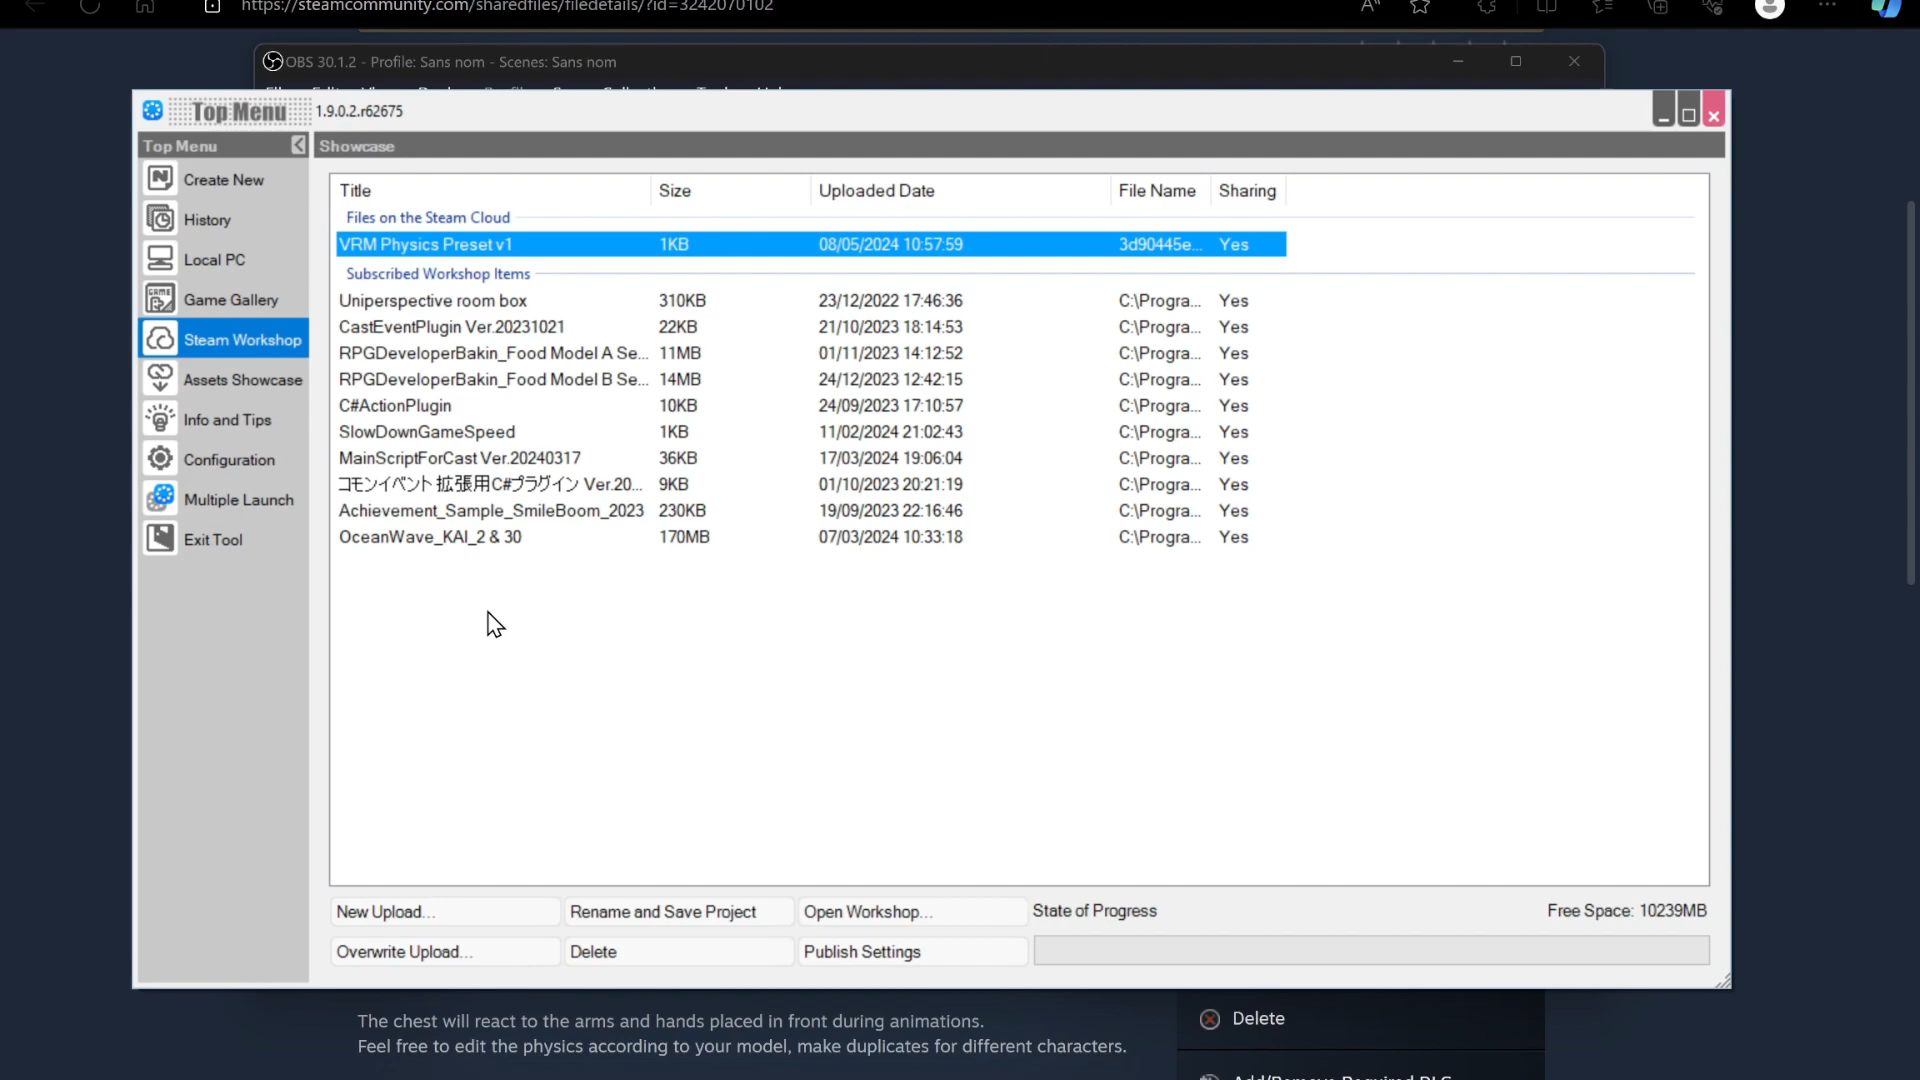 https://steamcommunity.com/sharedfiles/filedetails/?id=3242070102
OBS 30.1.2 - Profile: Sans nom - Scenes: Sans nom
Top Menu 1.9.0.2.r62675
Top Menu
Showcase
Create New
History
Local PC
Game Gallery
Steam Workshop
Assets Showcase
Info and Tips
Configuration
Multiple Launch
Exit Tool
Title Size Uploaded Date File Name Sharing
Files on the Steam Cloud
VRM Physics Preset v1 1KB 08/05/2024 10:57:59 3d90445e... Yes
Subscribed Workshop Items
Uniperspective room box 310KB 23/12/2022 17:46:36 C:\Progra... Yes
CastEventPlugin Ver.20231021 22KB 21/10/2023 18:14:53 C:\Progra... Yes
RPGDeveloperBakin_Food Model A Se... 11MB 01/11/2023 14:12:52 C:\Progra... Yes
RPGDeveloperBakin_Food Model B Se... 14MB 24/12/2023 12:42:15 C:\Progra... Yes
C#ActionPlugin 10KB 24/09/2023 17:10:57 C:\Progra... Yes
SlowDownGameSpeed 1KB 11/02/2024 21:02:43 C:\Progra... Yes
MainScriptForCast Ver.20240317 36KB 17/03/2024 19:06:04 C:\Progra... Yes
コモンイベント拡張用C#プラグイン Ver.20... 9KB 01/10/2023 20:21:19 C:\Progra... Yes
Achievement_Sample_SmileBoom_2023 230KB 19/09/2023 22:16:46 C:\Progra... Yes
OceanWave_KAI_2 & 30 170MB 07/03/2024 10:33:18 C:\Progra... Yes
New Upload... Rename and Save Project Open Workshop... State of Progress Free Space: 10239MB
Overwrite Upload... Delete Publish Settings
The chest will react to the arms and hands placed in front during animations.
Feel free to edit the physics according to your model, make duplicates for different characters.
Delete
Add/Remove Required DLC